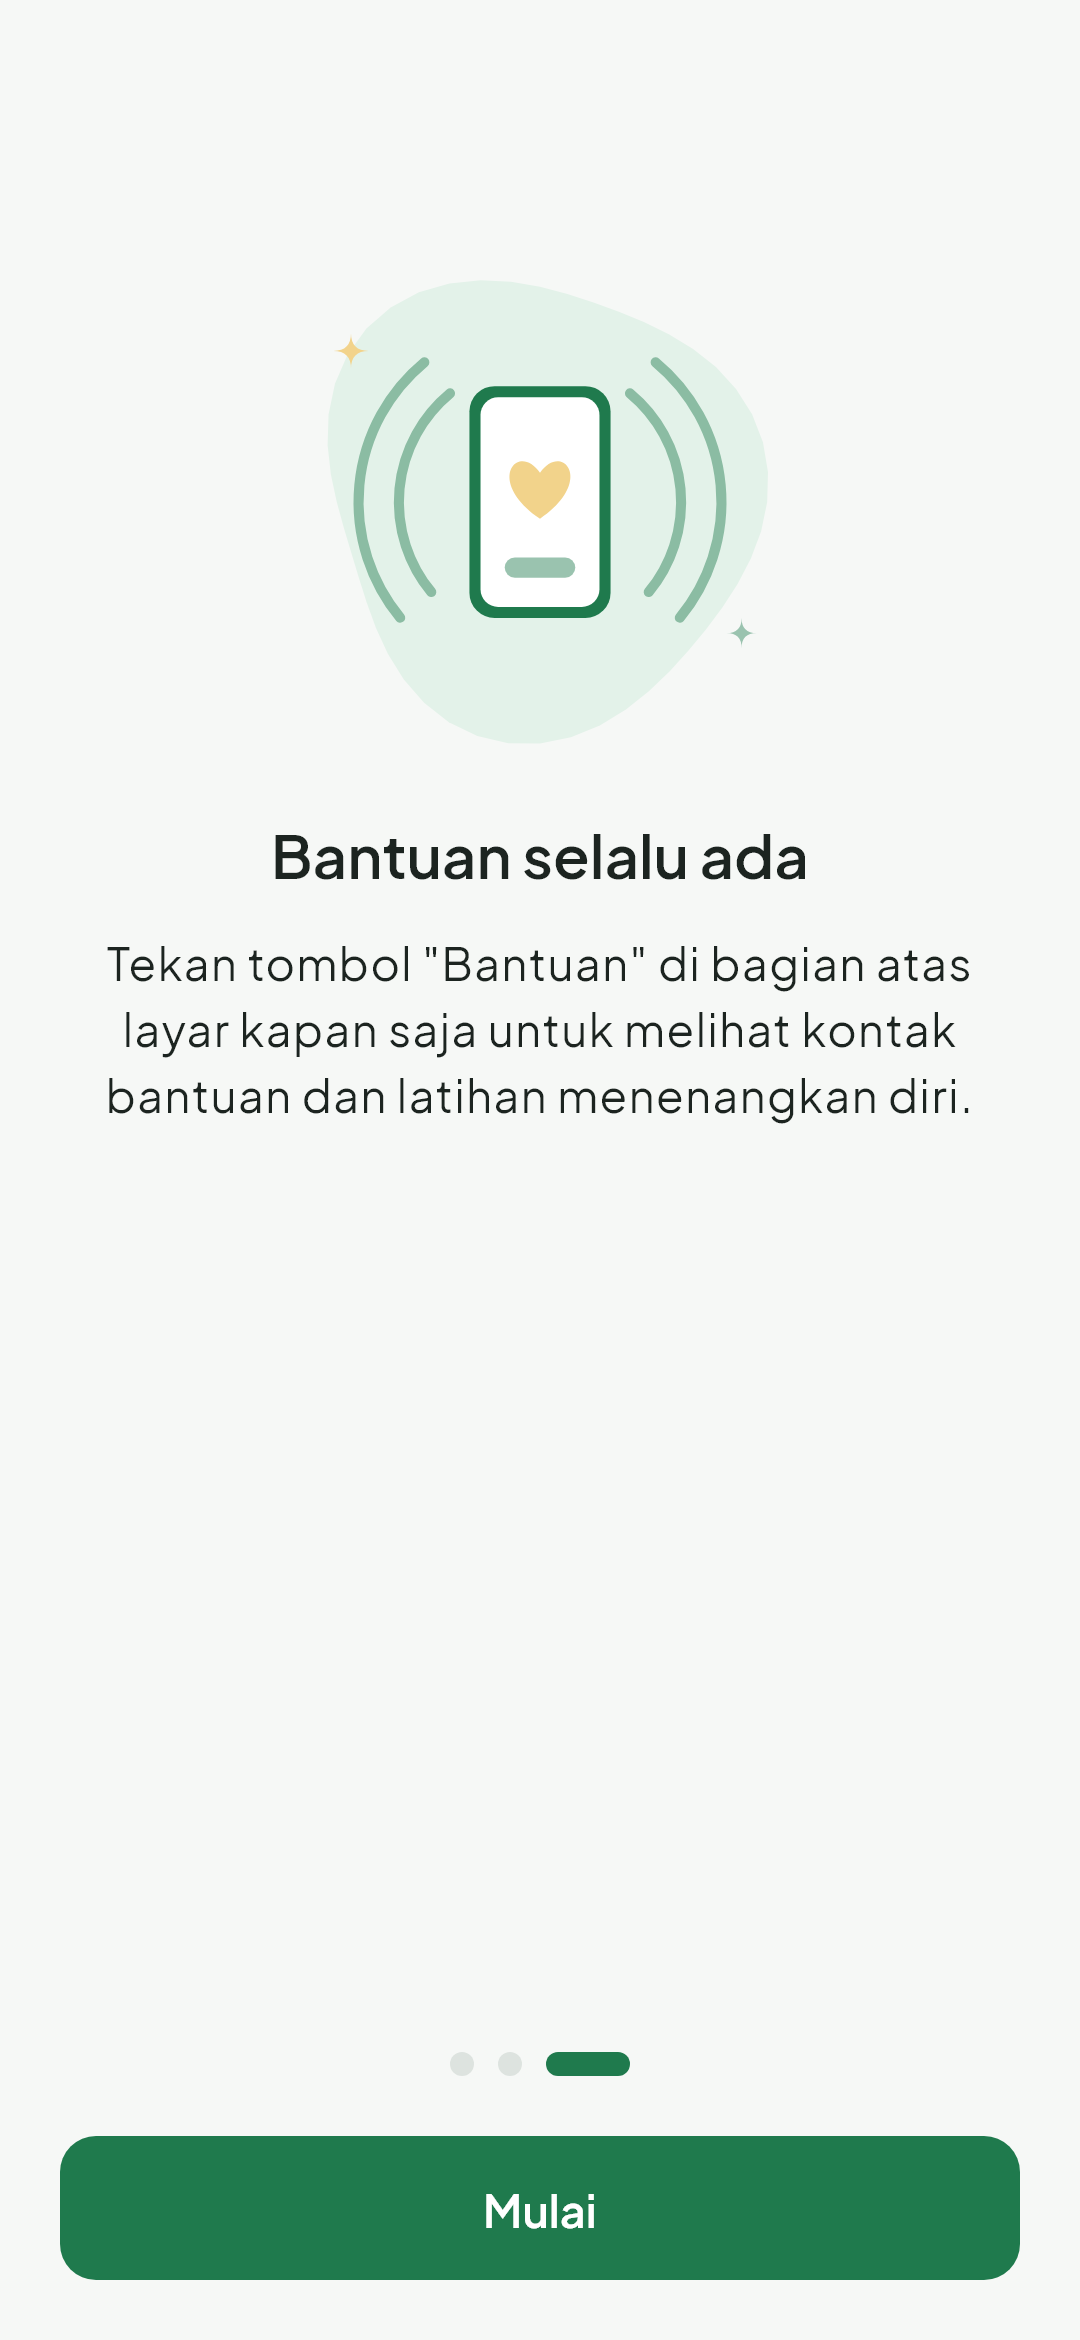 Bantuan selalu ada
Tekan tombol "Bantuan" di bagian atas
layar kapan saja untuk melihat kontak
bantuan dan latihan menenangkan diri.
Mulai